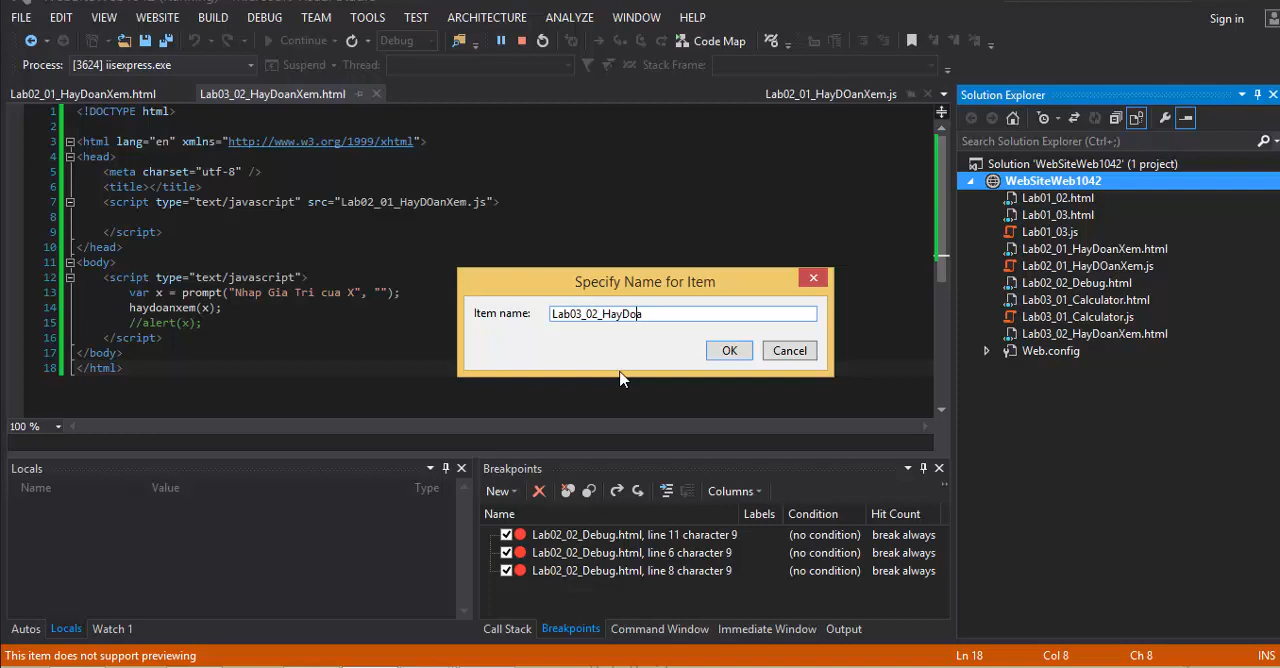 FILE EDIT VIEW WEBSITE BUILD DEBUG TEAM TOOLS TEST ARCHITECTURE ANALYZE WINDOW HELP Sign in
Continue Debug Code Map
Process: [3624] iisexpress.exe Suspend Thread: Stack Frame:
Lab02_01_HayDoanXem.html Lab03_02_HayDoanXem.html Lab02_01_HayDOanXem.js
1 <!DOCTYPE html>
2
3 <html lang="en" xmlns="http://www.w3.org/1999/xhtml">
4 <head>
5 <meta charset="utf-8" />
6 <title></title>
7 <script type="text/javascript" src="Lab02_01_HayDOanXem.js">
8
9 </script>
10 </head>
11 <body>
12 <script type="text/javascript">
13 var x = prompt("Nhap Gia Tri cua X", "");
14 haydoanxem(x);
15 //alert(x);
16 </script>
17 </body>
18 </html>
100 %
Specify Name for Item
Item name: Lab03_02_HayDoa
OK Cancel
Solution Explorer
Search Solution Explorer (Ctrl+;)
Solution 'WebSiteWeb1042' (1 project)
WebSiteWeb1042
Lab01_02.html
Lab01_03.html
Lab01_03.js
Lab02_01_HayDoanXem.html
Lab02_01_HayDOanXem.js
Lab02_02_Debug.html
Lab03_01_Calculator.html
Lab03_01_Calculator.js
Lab03_02_HayDoanXem.html
Web.config
Locals
Name Value Type
Autos Locals Watch 1
Breakpoints
New Columns
Name Labels Condition Hit Count
Lab02_02_Debug.html, line 11 character 9 (no condition) break always
Lab02_02_Debug.html, line 6 character 9 (no condition) break always
Lab02_02_Debug.html, line 8 character 9 (no condition) break always
Call Stack Breakpoints Command Window Immediate Window Output
This item does not support previewing Ln 18 Col 8 Ch 8 INS